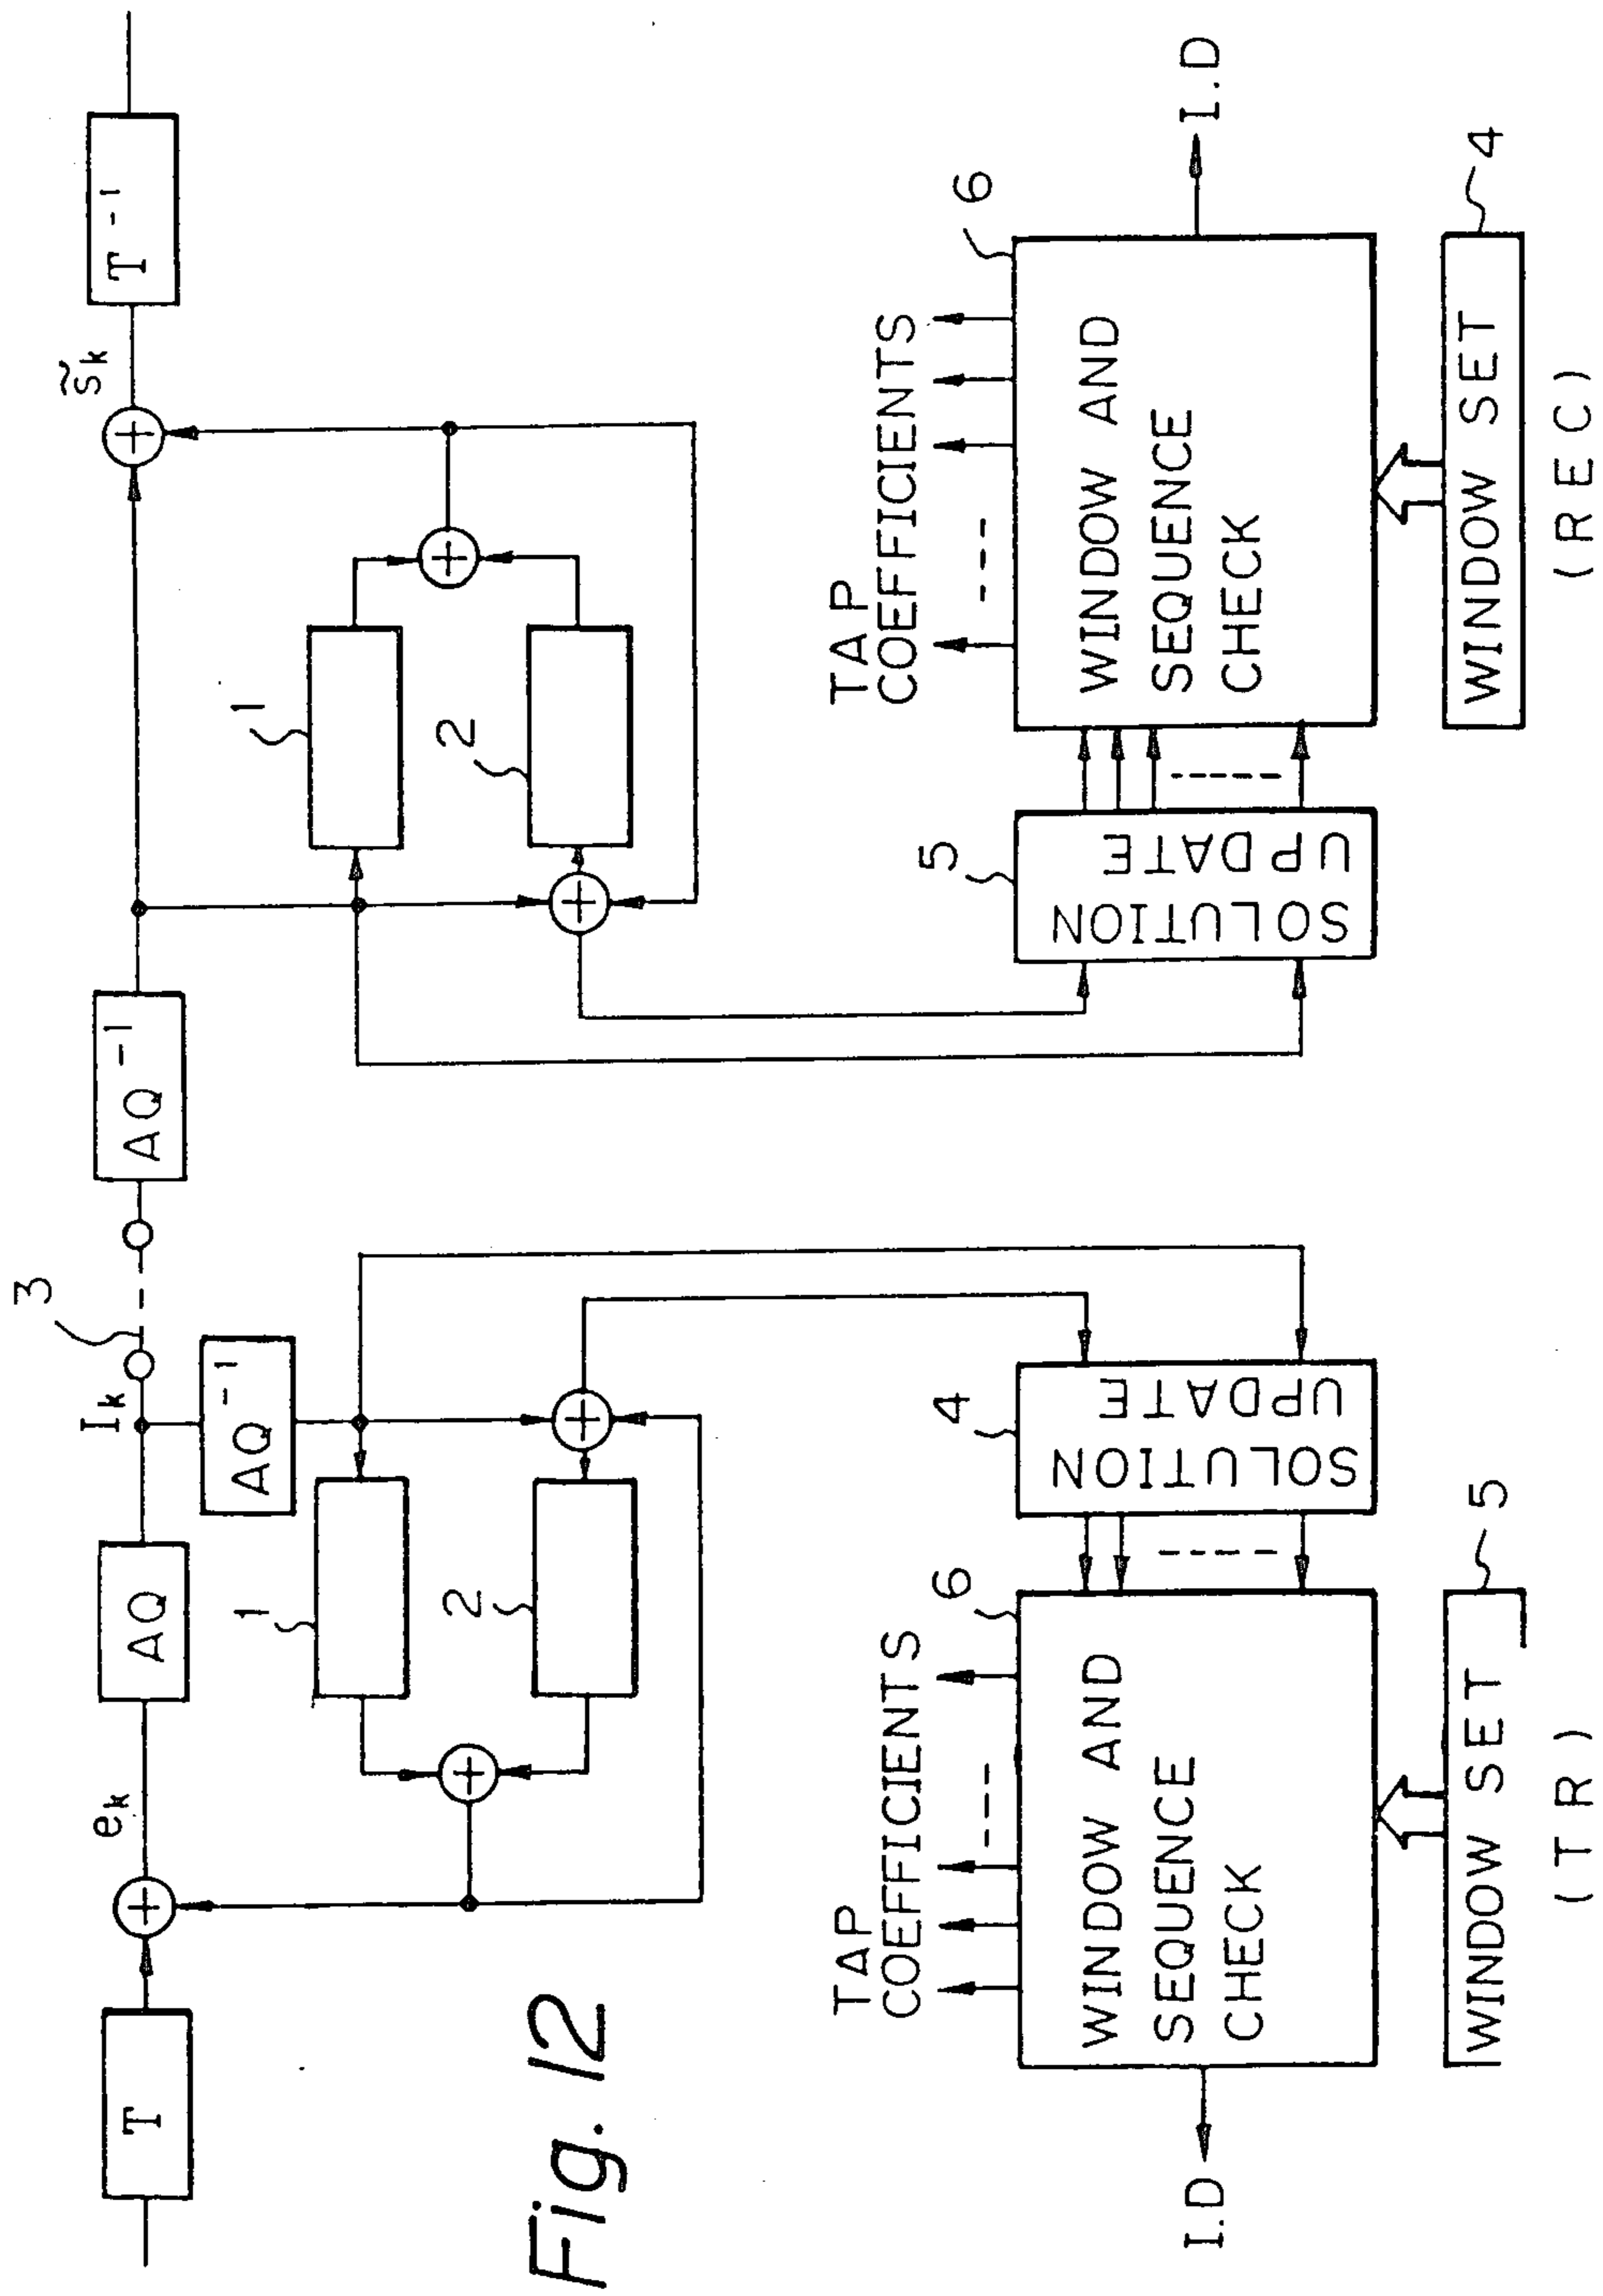 T
e_k
AQ
I_k
3
AQ⁻¹
AQ⁻¹
s̃_k
T⁻¹
1
2
1
2
Fig. 12
TAP
COEFFICIENTS
6
WINDOW AND
SEQUENCE
CHECK
I.D
4
SOLUTION
UPDATE
WINDOW SET
5
(TR)
5
SOLUTION
UPDATE
TAP
COEFFICIENTS
6
WINDOW AND
SEQUENCE
CHECK
I.D
WINDOW SET
4
(REC)